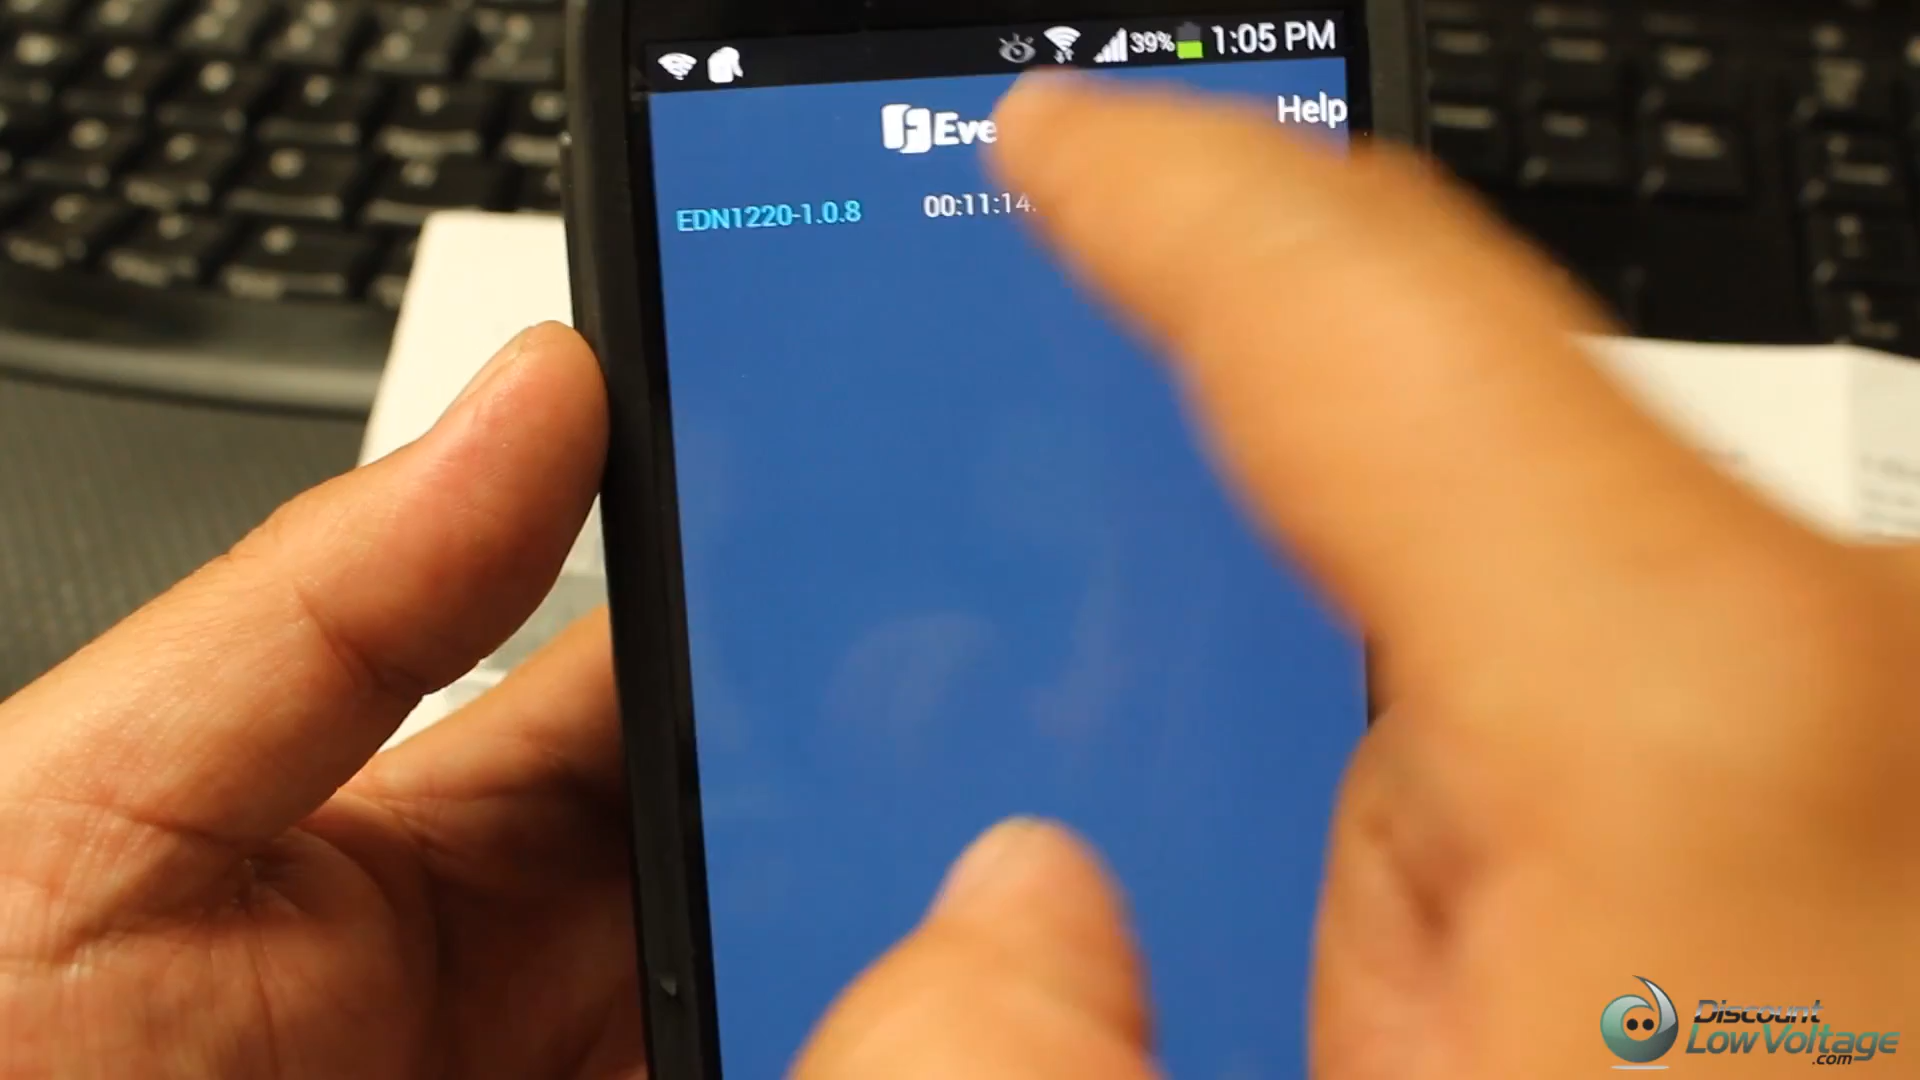 39% 1:05 PM
Help
Eve
EDN1220-1.0.8 00:11:14:
Discount
LowVoltage
.com